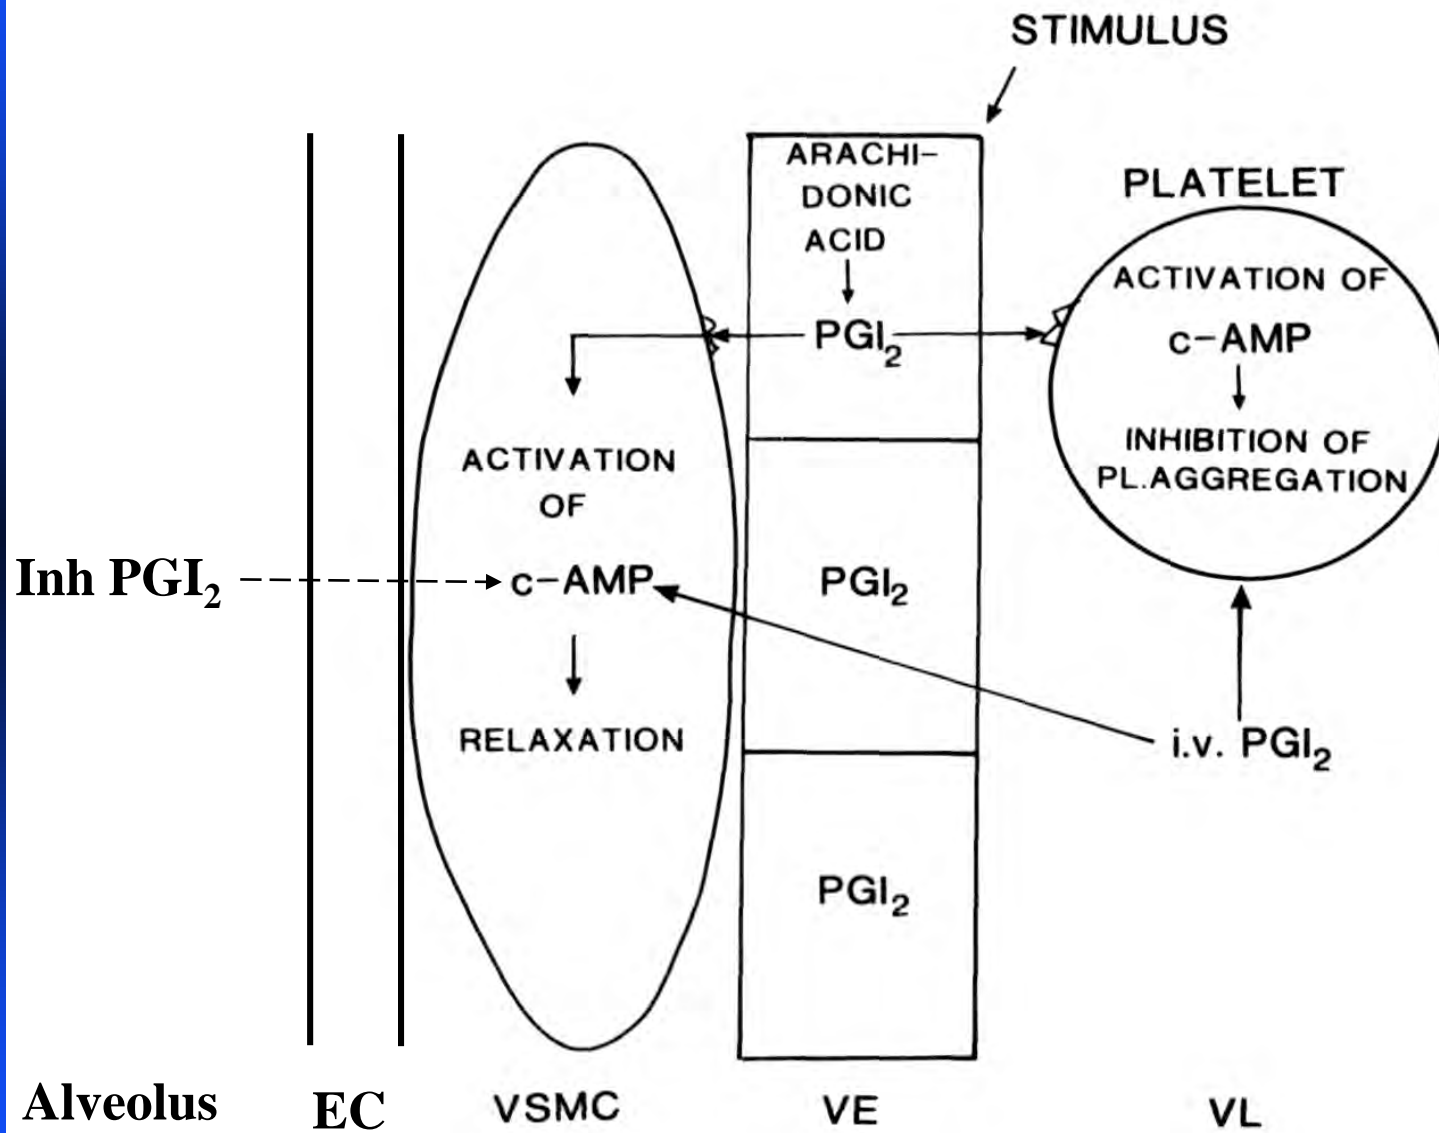 STIMULUS
ARACHI-
DONIC
ACID
PGI₂
PLATELET
ACTIVATION OF
c-AMP
INHIBITION OF
PL.AGGREGATION
ACTIVATION
OF
c-AMP
RELAXATION
Inh PGI₂
PGI₂
i.v. PGI₂
PGI₂
Alveolus
EC
VSMC
VE
VL